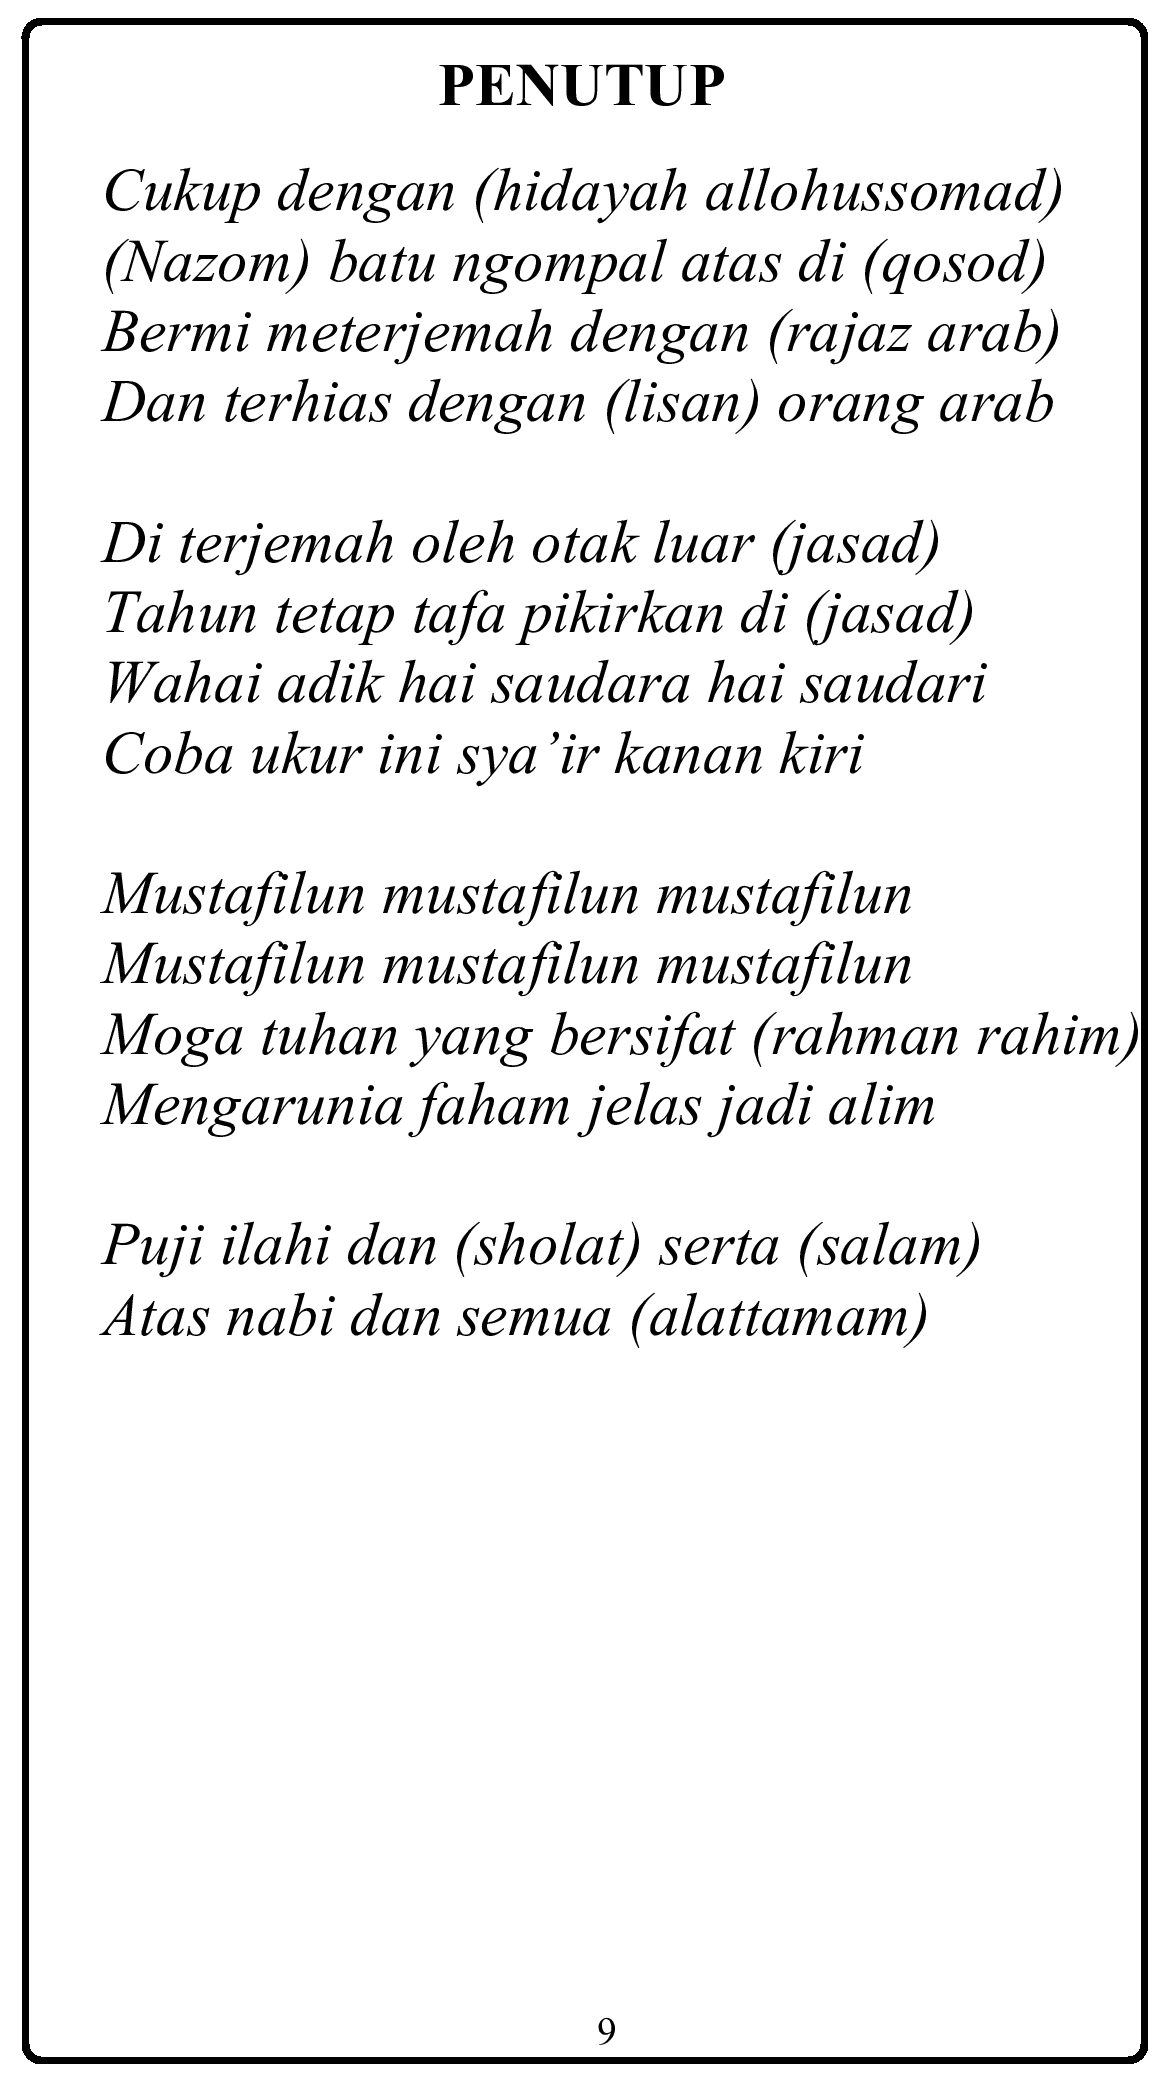 PENUTUP
Cukup dengan (hidayah allohussomad)
(Nazom) batu ngompal atas di (qosod)
Bermi meterjemah dengan (rajaz arab)
Dan terhias dengan (lisan) orang arab
Di terjemah oleh otak luar (jasad)
Tahun tetap tafa pikirkan di (jasad)
Wahai adik hai saudara hai saudari
Coba ukur ini sya’ir kanan kiri
Mustafilun mustafilun mustafilun
Mustafilun mustafilun mustafilun
Moga tuhan yang bersifat (rahman rahim)
Mengarunia faham jelas jadi alim
Puji ilahi dan (sholat) serta (salam)
Atas nabi dan semua (alattamam)
9